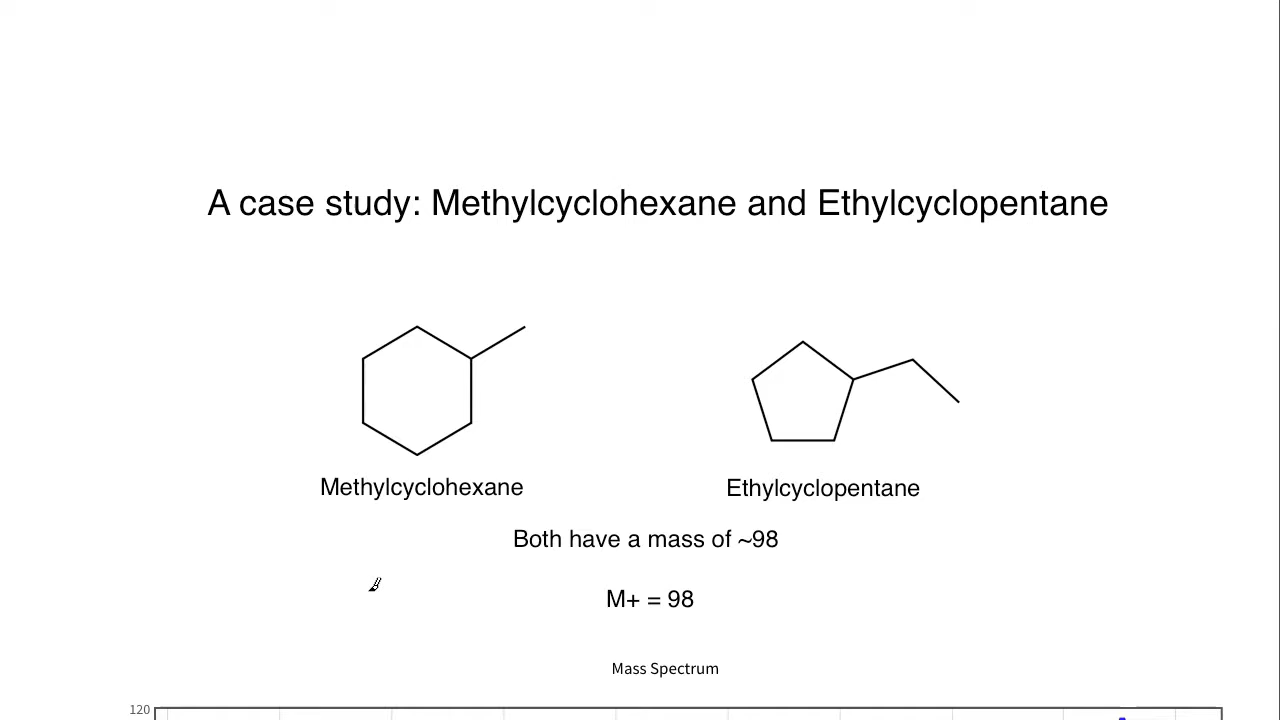 A case study: Methylcyclohexane and Ethylcyclopentane
Methylcyclohexane
Ethylcyclopentane
Both have a mass of ~98
M+ = 98
Mass Spectrum
120